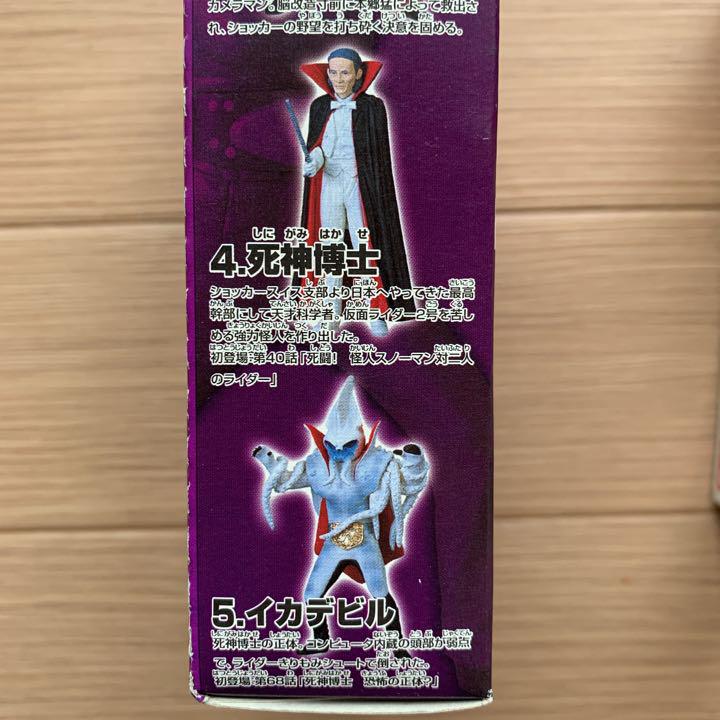 カメラマン。脳改造寸前に本郷猛によって救出さ
れ、ショッカーの野望を打ち砕く決意を固める。
しにがみはかせ
4.死神博士
ショッカースイス支部より日本へやってきた最高
幹部にして天才科学者。仮面ライダー2号を苦し
める強力怪人を作り出した。
初登場:第40話「死闘! 怪人スノーマン対二人
のライダー」
5.イカデビル
死神博士の正体。コンピュータ内蔵の頭部が弱点
で、ライダーきりもみシュートで倒された。
初登場:第68話「死神博士 恐怖の正体?」